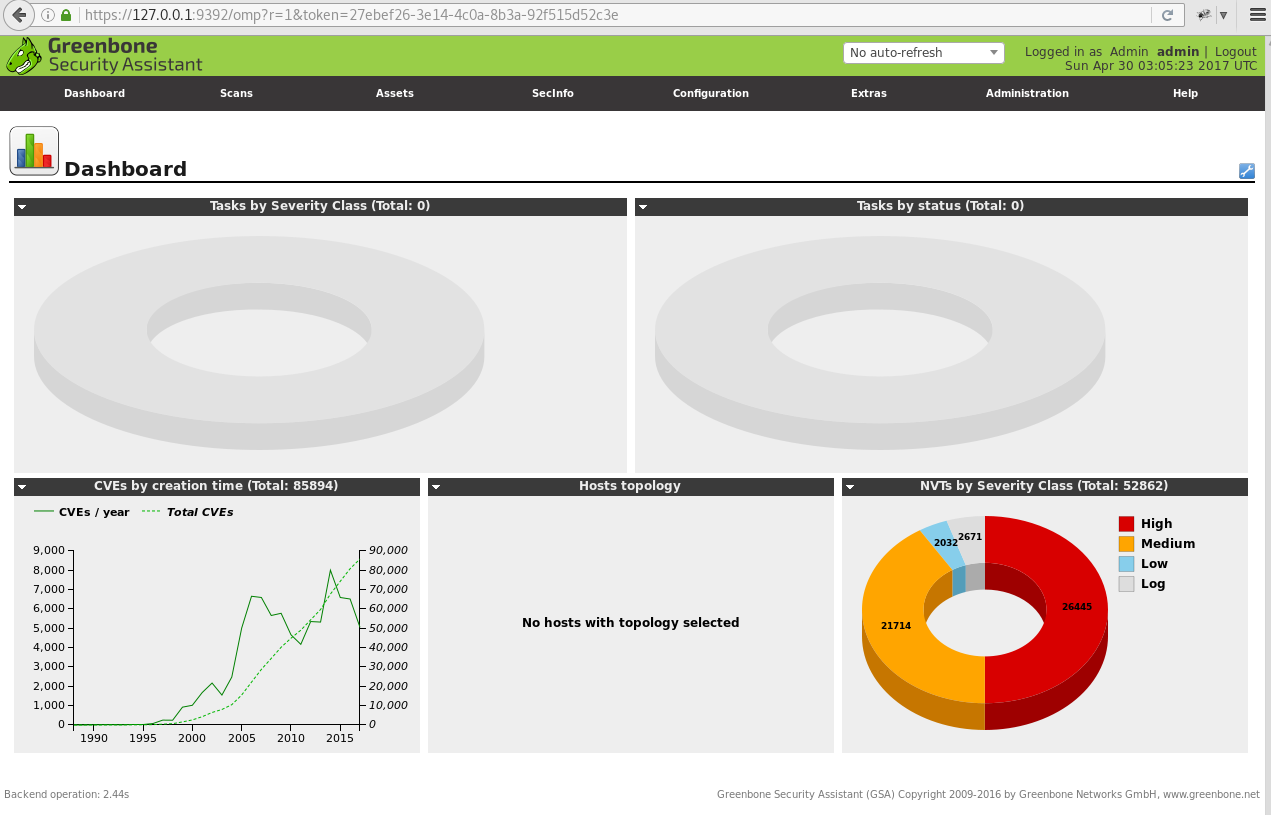 https://127.0.0.1:9392/omp?r=1&token=27ebef26-3e14-4c0a-8b3a-92f515d52c3e
Greenbone
Security Assistant
No auto-refresh
Logged in as Admin admin | Logout
Sun Apr 30 03:05:23 2017 UTC
Dashboard Scans Assets SecInfo Configuration Extras Administration Help
Dashboard
Tasks by Severity Class (Total: 0)
Tasks by status (Total: 0)
CVEs by creation time (Total: 85894)
CVEs / year Total CVEs
9,000 90,000
8,000 80,000
7,000 70,000
6,000 60,000
5,000 50,000
4,000 40,000
3,000 30,000
2,000 20,000
1,000 10,000
0 0
1990 1995 2000 2005 2010 2015
Hosts topology
No hosts with topology selected
NVTs by Severity Class (Total: 52862)
2032 2671
26445
21714
High
Medium
Low
Log
Backend operation: 2.44s
Greenbone Security Assistant (GSA) Copyright 2009-2016 by Greenbone Networks GmbH, www.greenbone.net